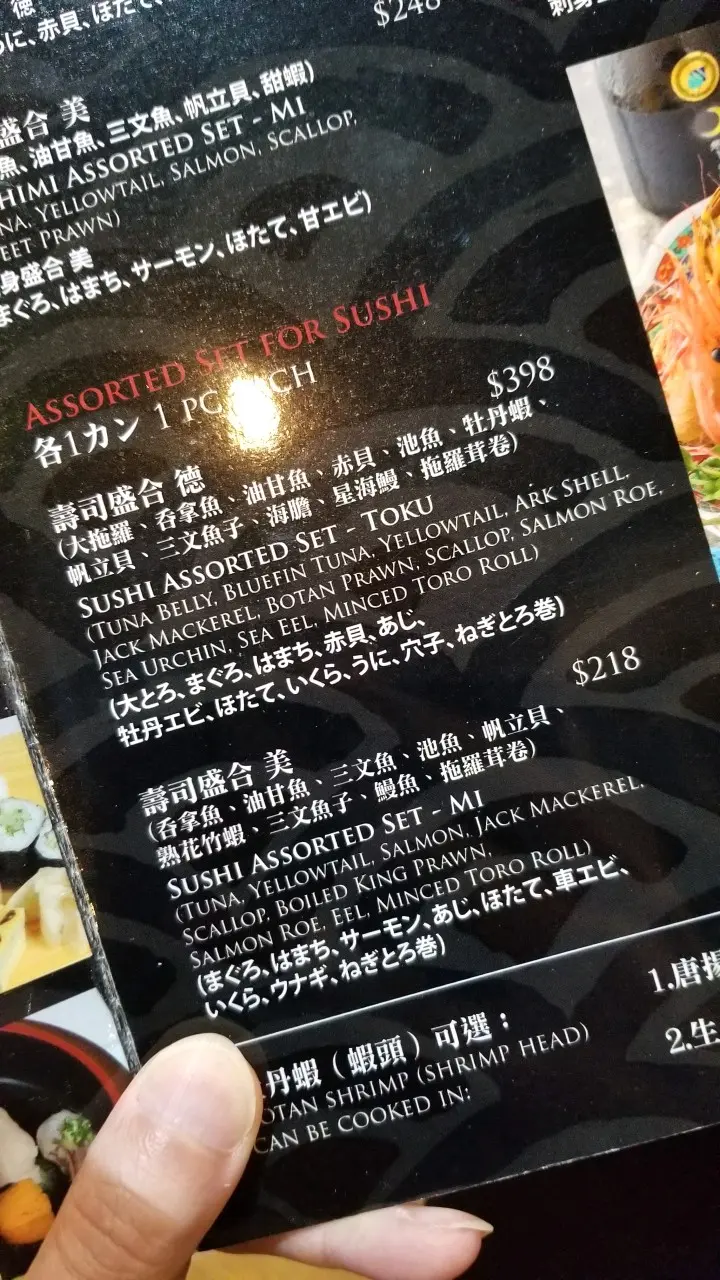 德
$248
に、赤貝、ほたて、
刺身
盛合 美
魚、油甘魚、三文魚、帆立貝、甜蝦)
HIMI ASSORTED SET - MI
NA, YELLOWTAIL, SALMON, SCALLOP,
EET PRAWN)
身盛合 美
まぐろ、はまち、サーモン、ほたて、甘エビ)
ASSORTED SET FOR SUSHI
各1カン 1 PC CH
$398
壽司盛合 德
(大拖羅、吞拿魚、油甘魚、赤貝、池魚、牡丹蝦、
帆立貝、三文魚子、海膽、星海鰻、拖羅茸卷)
SUSHI ASSORTED SET - TOKU
(TUNA BELLY, BLUEFIN TUNA, YELLOWTAIL, ARK SHELL,
JACK MACKEREL, BOTAN PRAWN, SCALLOP, SALMON ROE,
SEA URCHIN, SEA EEL, MINCED TORO ROLL)
(大とろ、まぐろ、はまち、赤貝、あじ、
牡丹エビ、ほたて、いくら、うに、穴子、ねぎとろ巻)
$218
壽司盛合 美
(吞拿魚、油甘魚、三文魚、池魚、帆立貝、
熟花竹蝦、三文魚子、鰻魚、拖羅茸卷)
SUSHI ASSORTED SET - MI
(TUNA, YELLOWTAIL, SALMON, JACK MACKEREL,
SCALLOP, BOILED KING PRAWN,
SALMON ROE, EEL, MINCED TORO ROLL)
(まぐろ、はまち、サーモン、あじ、ほたて、車エビ、
いくら、ウナギ、ねぎとろ巻)
丹蝦（蝦頭）可選：
OTAN SHRIMP (SHRIMP HEAD)
CAN BE COOKED IN:
1.唐揚
2.生